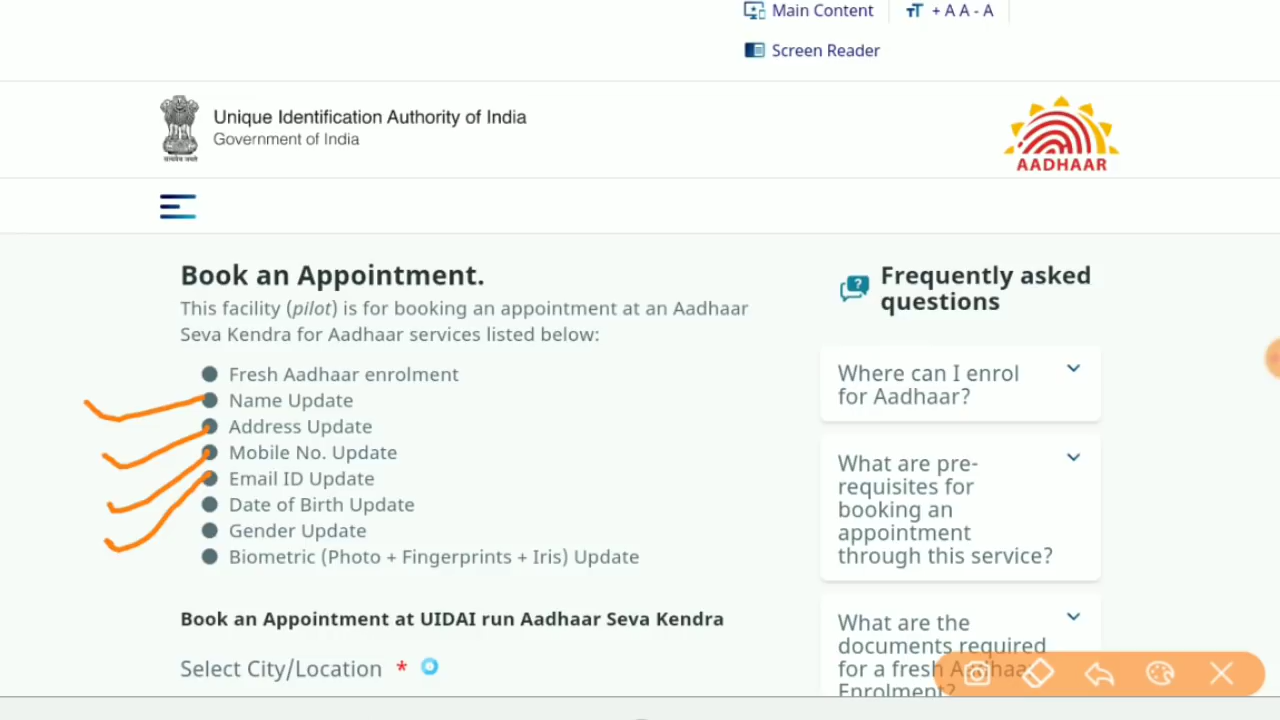 Main Content
+ A A - A
Screen Reader
Unique Identification Authority of India
Government of India
सत्यमेव जयते
AADHAAR
Book an Appointment.
This facility (pilot) is for booking an appointment at an Aadhaar
Seva Kendra for Aadhaar services listed below:
Fresh Aadhaar enrolment
Name Update
Address Update
Mobile No. Update
Email ID Update
Date of Birth Update
Gender Update
Biometric (Photo + Fingerprints + Iris) Update
Book an Appointment at UIDAI run Aadhaar Seva Kendra
Select City/Location *
Frequently asked
questions
Where can I enrol
for Aadhaar?
What are pre-
requisites for
booking an
appointment
through this service?
What are the
documents required
for a fresh Aadhaar
Enrolment?